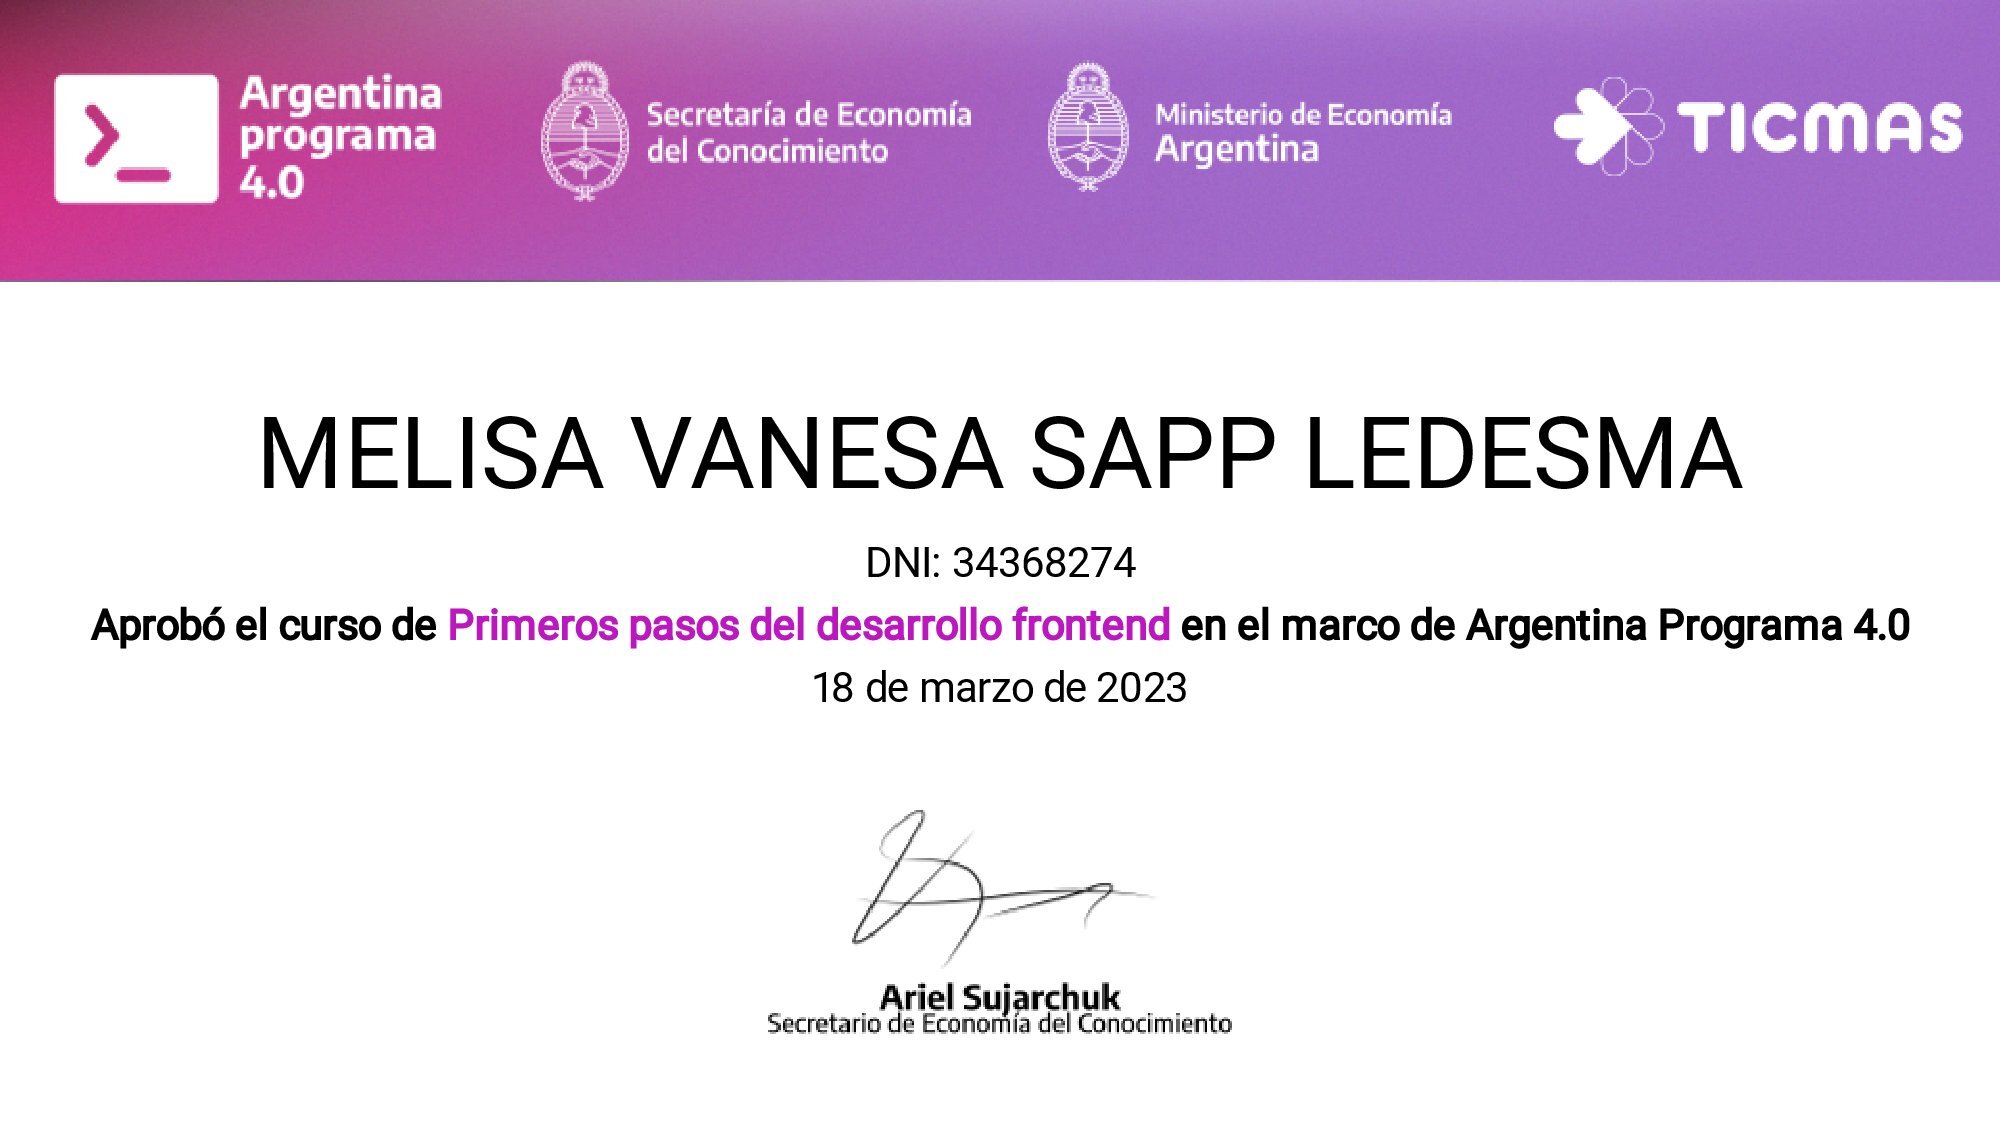 Argentina
programa
4.0
Secretaría de Economía
del Conocimiento
Ministerio de Economía
Argentina
TICMAS
MELISA VANESA SAPP LEDESMA
DNI: 34368274
Aprobó el curso de Primeros pasos del desarrollo frontend en el marco de Argentina Programa 4.0
18 de marzo de 2023
Ariel Sujarchuk
Secretario de Economía del Conocimiento